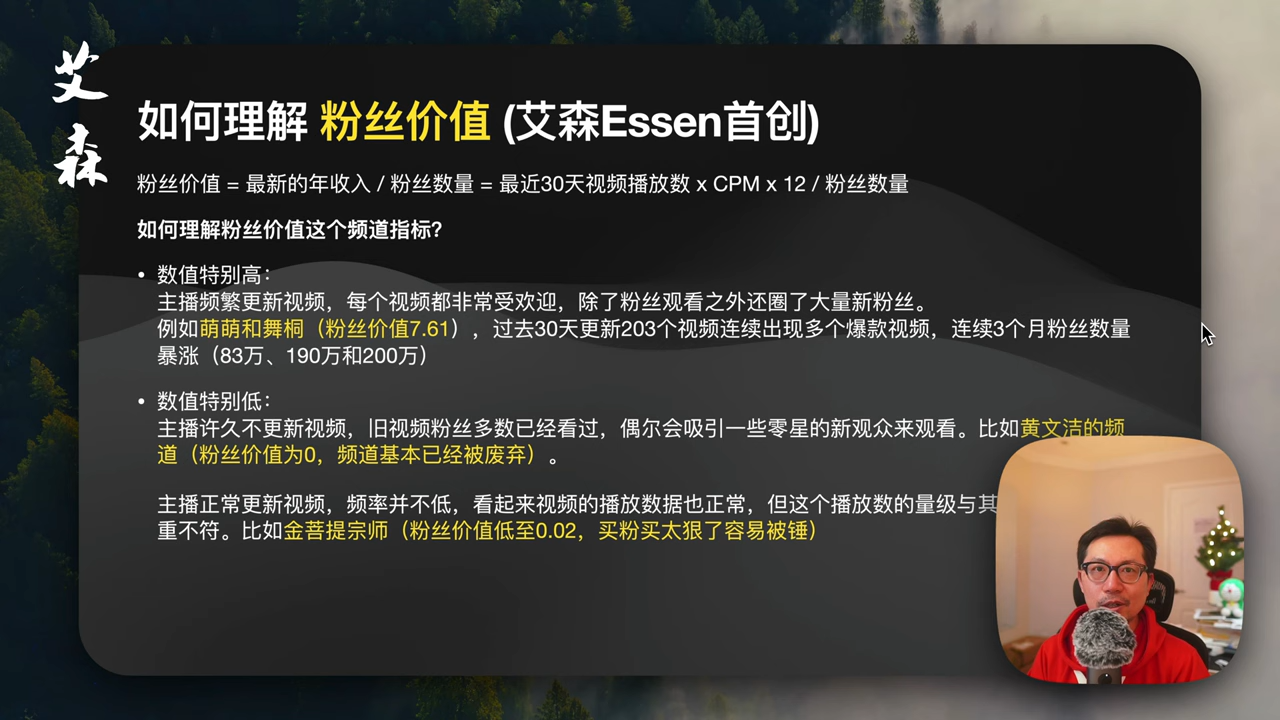 艾森
如何理解 粉丝价值 (艾森Essen首创)
粉丝价值 = 最新的年收入 / 粉丝数量 = 最近30天视频播放数 x CPM x 12 / 粉丝数量
如何理解粉丝价值这个频道指标?
• 数值特别高：
主播频繁更新视频，每个视频都非常受欢迎，除了粉丝观看之外还圈了大量新粉丝。
例如萌萌和舞桐（粉丝价值7.61），过去30天更新203个视频连续出现多个爆款视频，连续3个月粉丝数量
暴涨（83万、190万和200万）
• 数值特别低：
主播许久不更新视频，旧视频粉丝多数已经看过，偶尔会吸引一些零星的新观众来观看。比如黄文洁的频
道（粉丝价值为0，频道基本已经被废弃）。
主播正常更新视频，频率并不低，看起来视频的播放数据也正常，但这个播放数的量级与其
重不符。比如金菩提宗师（粉丝价值低至0.02，买粉买太狠了容易被锤）